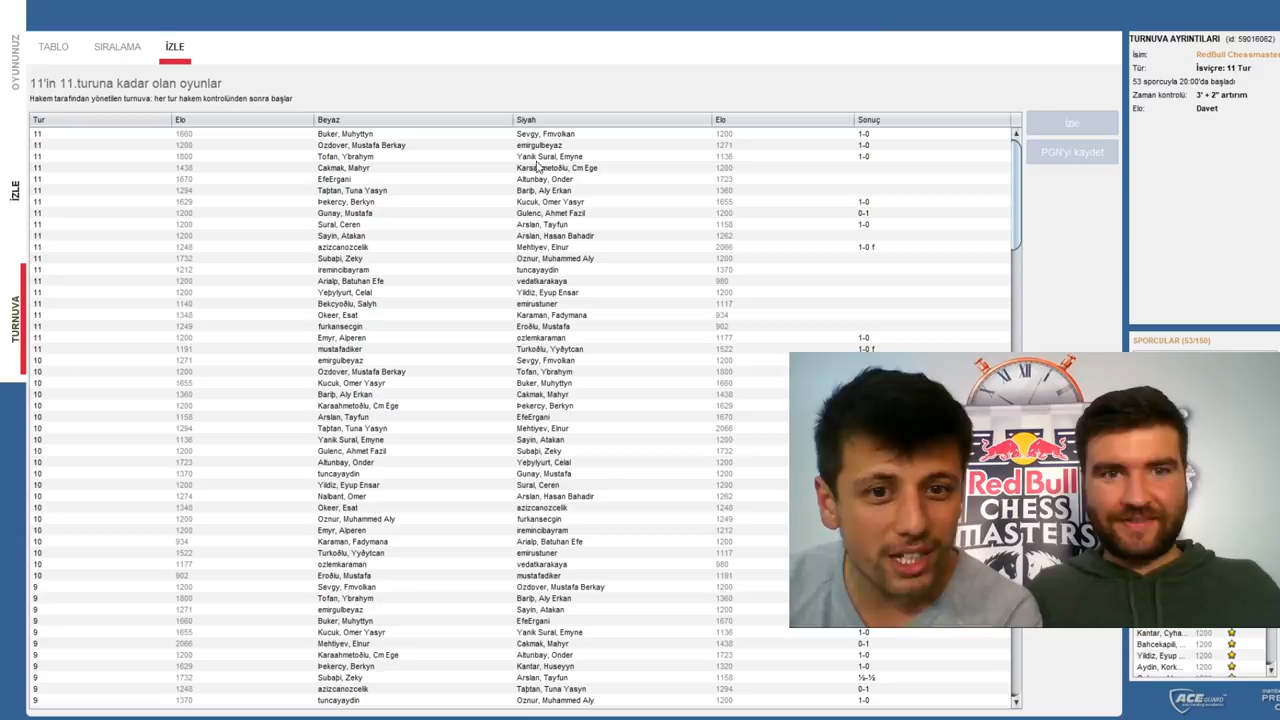 OYUNUNUZ
İZLE
TURNUVA
TABLO SIRALAMA İZLE
11'in 11.turuna kadar olan oyunlar
Hakem tarafından yönetilen turnuva: her tur hakem kontrolünden sonra başlar
Tur Elo Beyaz Siyah Elo Sonuç
11 1660 Buker, Muhyttyn Sevgy, Fmvolkan 1200 1-0
11 1200 Ozdover, Mustafa Berkay emirgulbeyaz 1271 1-0
11 1800 Tofan, Ybrahym Yanik Sural, Emyne 1136 1-0
11 1438 Cakmak, Mahyr Karaahmetoðlu, Cm Ege 1200
11 1670 EfeErgani Altunbay, Onder 1723
11 1294 Taþtan, Tuna Yasyn Bariþ, Aly Erkan 1360
11 1629 Þekercy, Berkyn Kucuk, Omer Yasyr 1655 1-0
11 1200 Gunay, Mustafa Gulenc, Ahmet Fazil 1200 0-1
11 1200 Sural, Ceren Arslan, Tayfun 1158 1-0
11 1200 Sayin, Atakan Arslan, Hasan Bahadir 1262
11 1248 azizcanozcelik Mehtiyev, Elnur 2066 1-0 f
11 1732 Subaþi, Zeky Oznur, Muhammed Aly 1200
11 1212 iremincibayram tuncayaydin 1370
11 1200 Arialp, Batuhan Efe vedatkarakaya 980
11 1200 Yeþylyurt, Celal Yildiz, Eyup Ensar 1200
11 1140 Bekcyoðlu, Salyh emirustuner 1117
11 1348 Okeer, Esat Karaman, Fadymana 934
11 1249 furkansecgin Eroðlu, Mustafa 902
11 1200 Emyr, Alperen ozlemkaraman 1177 1-0
11 1191 mustafadiker Turkoðlu, Yyðytcan 1522 1-0 f
10 1271 emirgulbeyaz Sevgy, Fmvolkan 1200
10 1200 Ozdover, Mustafa Berkay Tofan, Ybrahym 1800
10 1655 Kucuk, Omer Yasyr Buker, Muhyttyn 1660
10 1360 Bariþ, Aly Erkan Cakmak, Mahyr 1438
10 1200 Karaahmetoðlu, Cm Ege Þekercy, Berkyn 1629
10 1158 Arslan, Tayfun EfeErgani 1670
10 1294 Taþtan, Tuna Yasyn Mehtiyev, Elnur 2066
10 1136 Yanik Sural, Emyne Sayin, Atakan 1200
10 1200 Gulenc, Ahmet Fazil Subaþi, Zeky 1732
10 1723 Altunbay, Onder Yeþylyurt, Celal 1200
10 1370 tuncayaydin Gunay, Mustafa 1200
10 1200 Yildiz, Eyup Ensar Sural, Ceren 1200
10 1274 Nalbant, Omer Arslan, Hasan Bahadir 1262
10 1348 Okeer, Esat azizcanozcelik 1248
10 1200 Oznur, Muhammed Aly furkansecgin 1249
10 1200 Emyr, Alperen iremincibayram 1212
10 934 Karaman, Fadymana Arialp, Batuhan Efe 1200
10 1522 Turkoðlu, Yyðytcan emirustuner 1117
10 1177 ozlemkaraman vedatkarakaya 980
10 902 Eroðlu, Mustafa mustafadiker 1191
9 1200 Sevgy, Fmvolkan Ozdover, Mustafa Berkay 1200
9 1800 Tofan, Ybrahym Bariþ, Aly Erkan 1360
9 1271 emirgulbeyaz Sayin, Atakan 1200
9 1660 Buker, Muhyttyn EfeErgani 1670
9 1655 Kucuk, Omer Yasyr Yanik Sural, Emyne 1136 1-0
9 2066 Mehtiyev, Elnur Cakmak, Mahyr 1438 0-1
9 1200 Karaahmetoðlu, Cm Ege Altunbay, Onder 1723 1-0
9 1629 Þekercy, Berkyn Kantar, Huseyyn 1320 1-0
9 1732 Subaþi, Zeky Arslan, Tayfun 1158 ½-½
9 1248 azizcanozcelik Taþtan, Tuna Yasyn 1294 0-1
9 1370 tuncayaydin Oznur, Muhammed Aly 1200 1-0
İzle
PGN'yi kaydet
TURNUVA AYRINTILARI (id: 59016062)
İsim: RedBull Chessmaster
Tür: İsviçre: 11 Tur
53 sporcuyla 20:00'da başladı
Zaman kontrolü: 3' + 2" artırım
Elo: Davet
SPORCULAR (53/150)
Red Bull
CHESS
MASTERS
Kantar, Cyha... 1200
Bahcekapili, ... 1200
Yildiz, Eyup ... 1200
Aydin, Kork... 1200
ACEGUARD